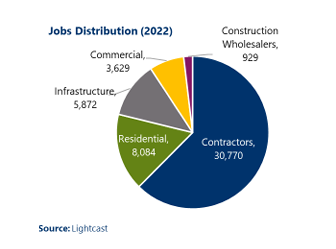 Jobs Distribution (2022)
Construction
Wholesalers,
929
Commercial,
3,629
Infrastructure,
5,872
Residential,
8,084
Contractors,
30,770
Source: Lightcast